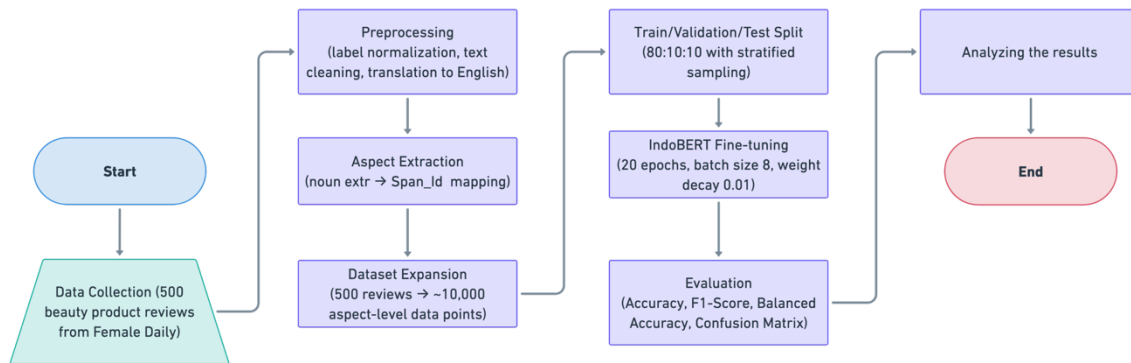 Start
Data Collection (500
beauty product reviews
from Female Daily)
Preprocessing
(label normalization, text
cleaning, translation to English)
Aspect Extraction
(noun extr → Span_Id mapping)
Dataset Expansion
(500 reviews → ~10,000
aspect-level data points)
Train/Validation/Test Split
(80:10:10 with stratified
sampling)
IndoBERT Fine-tuning
(20 epochs, batch size 8, weight
decay 0.01)
Evaluation
(Accuracy, F1-Score, Balanced
Accuracy, Confusion Matrix)
Analyzing the results
End